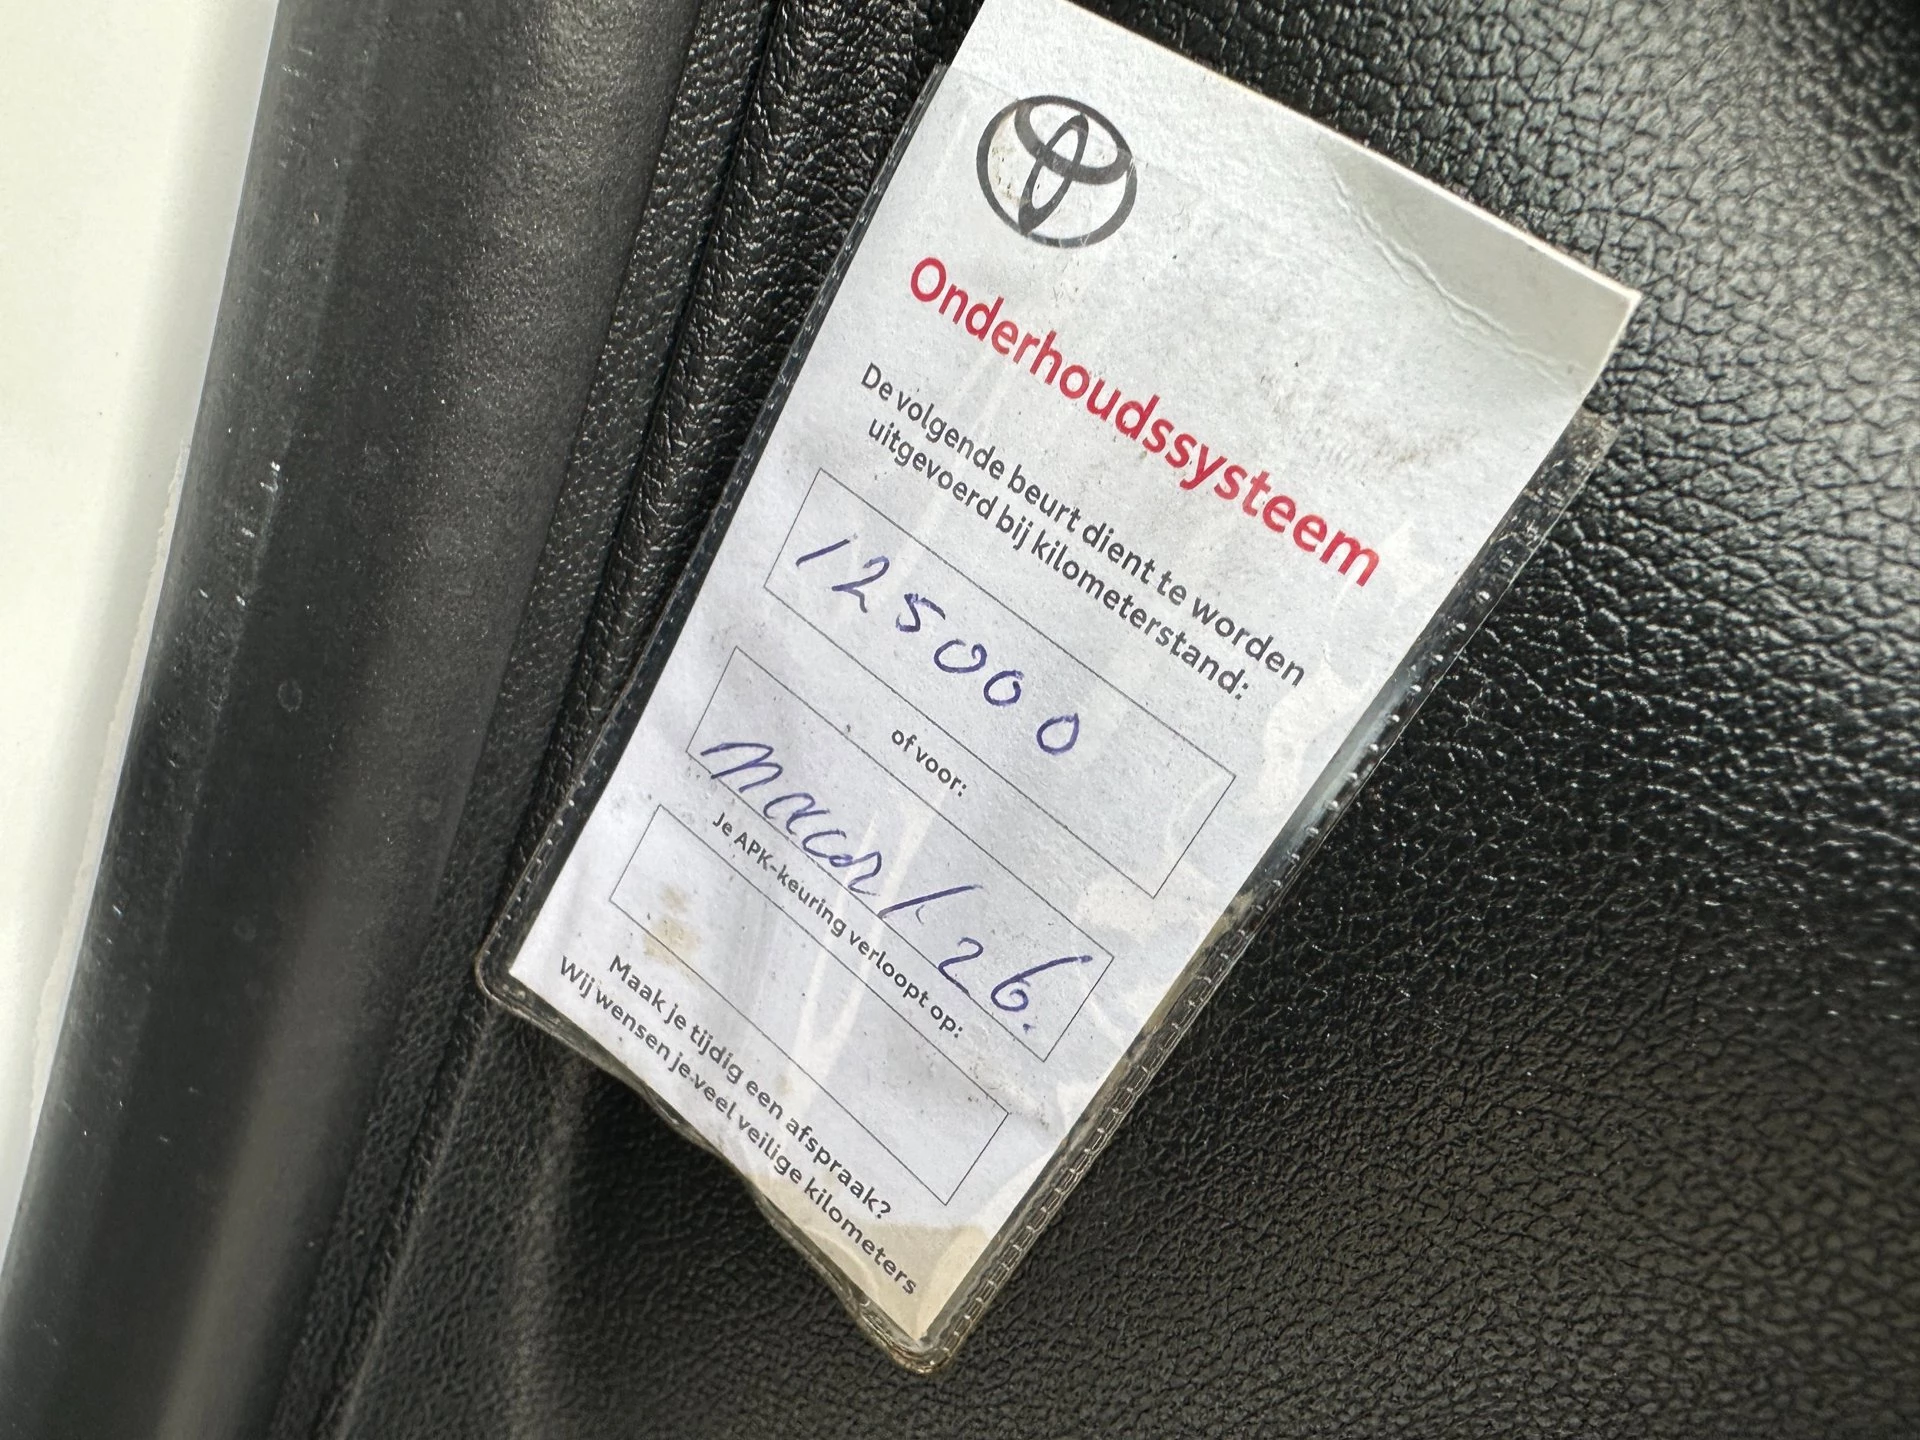 Onderhoudssysteem
De volgende beurt dient te worden
uitgevoerd bij kilometerstand:
125000
of voor:
maart 26.
Je APK-keuring verloopt op:
Maak je tijdig een afspraak?
Wij wensen je veel veilige kilometers